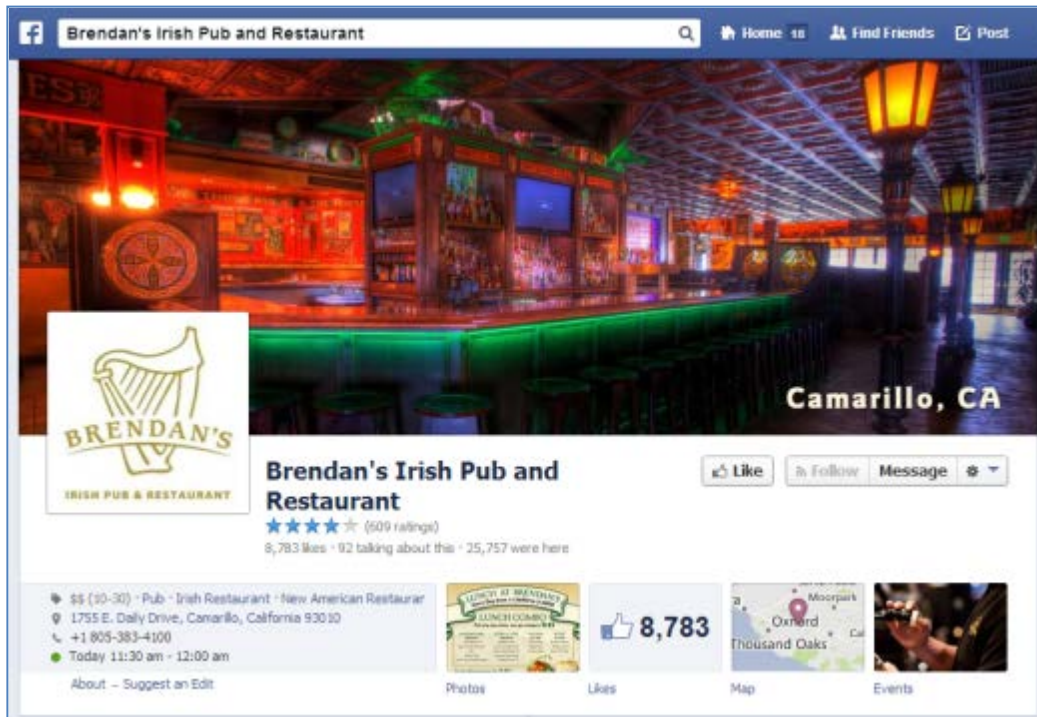 Brendan's Irish Pub and Restaurant
Home 18
Find Friends
Post
Camarillo, CA
BRENDAN'S
IRISH PUB & RESTAURANT
Brendan's Irish Pub and
Restaurant
(609 ratings)
8,783 likes · 92 talking about this · 25,757 were here
Like
Follow
Message
$$ (10-30) · Pub · Irish Restaurant · New American Restaurar
1755 E. Daily Drive, Camarillo, California 93010
+1 805-383-4100
Today 11:30 am - 12:00 am
About – Suggest an Edit
LUNCH AT BRENDAN'S
LUNCH COMBO
Photos
8,783
Likes
Moorpark
Oxnard
Thousand Oaks
Map
Events